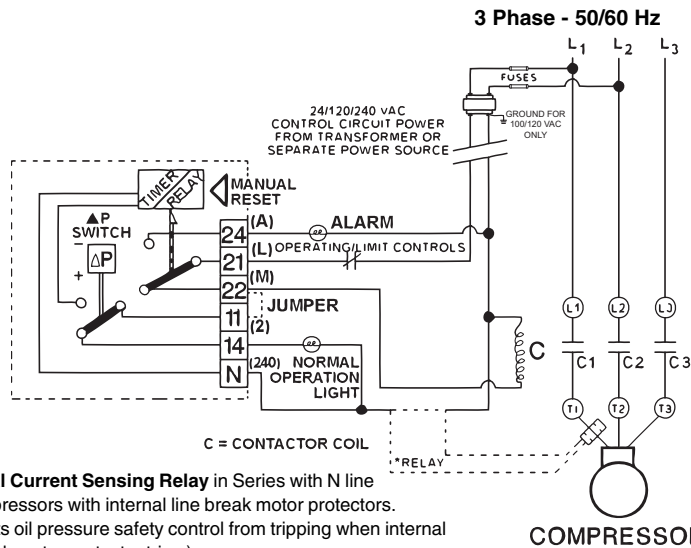 3 Phase - 50/60 Hz
L1 L2 L3
FUSES
24/120/240 VAC
CONTROL CIRCUIT POWER
FROM TRANSFORMER OR
SEPARATE POWER SOURCE
GROUND FOR
100/120 VAC
ONLY
TIMER
RELAY
MANUAL
RESET
▲P
SWITCH
−
ΔP
+
24 (A) ALARM
21 (L) OPERATING/LIMIT CONTROLS
22 (M)
JUMPER
11 (2)
14
N (240) NORMAL
OPERATION
LIGHT
C
L1 L2 L3
C1 C2 C3
T1 T2 T3
C = CONTACTOR COIL
*RELAY
l Current Sensing Relay in Series with N line
pressors with internal line break motor protectors.
ts oil pressure safety control from tripping when internal
COMPRESSOR